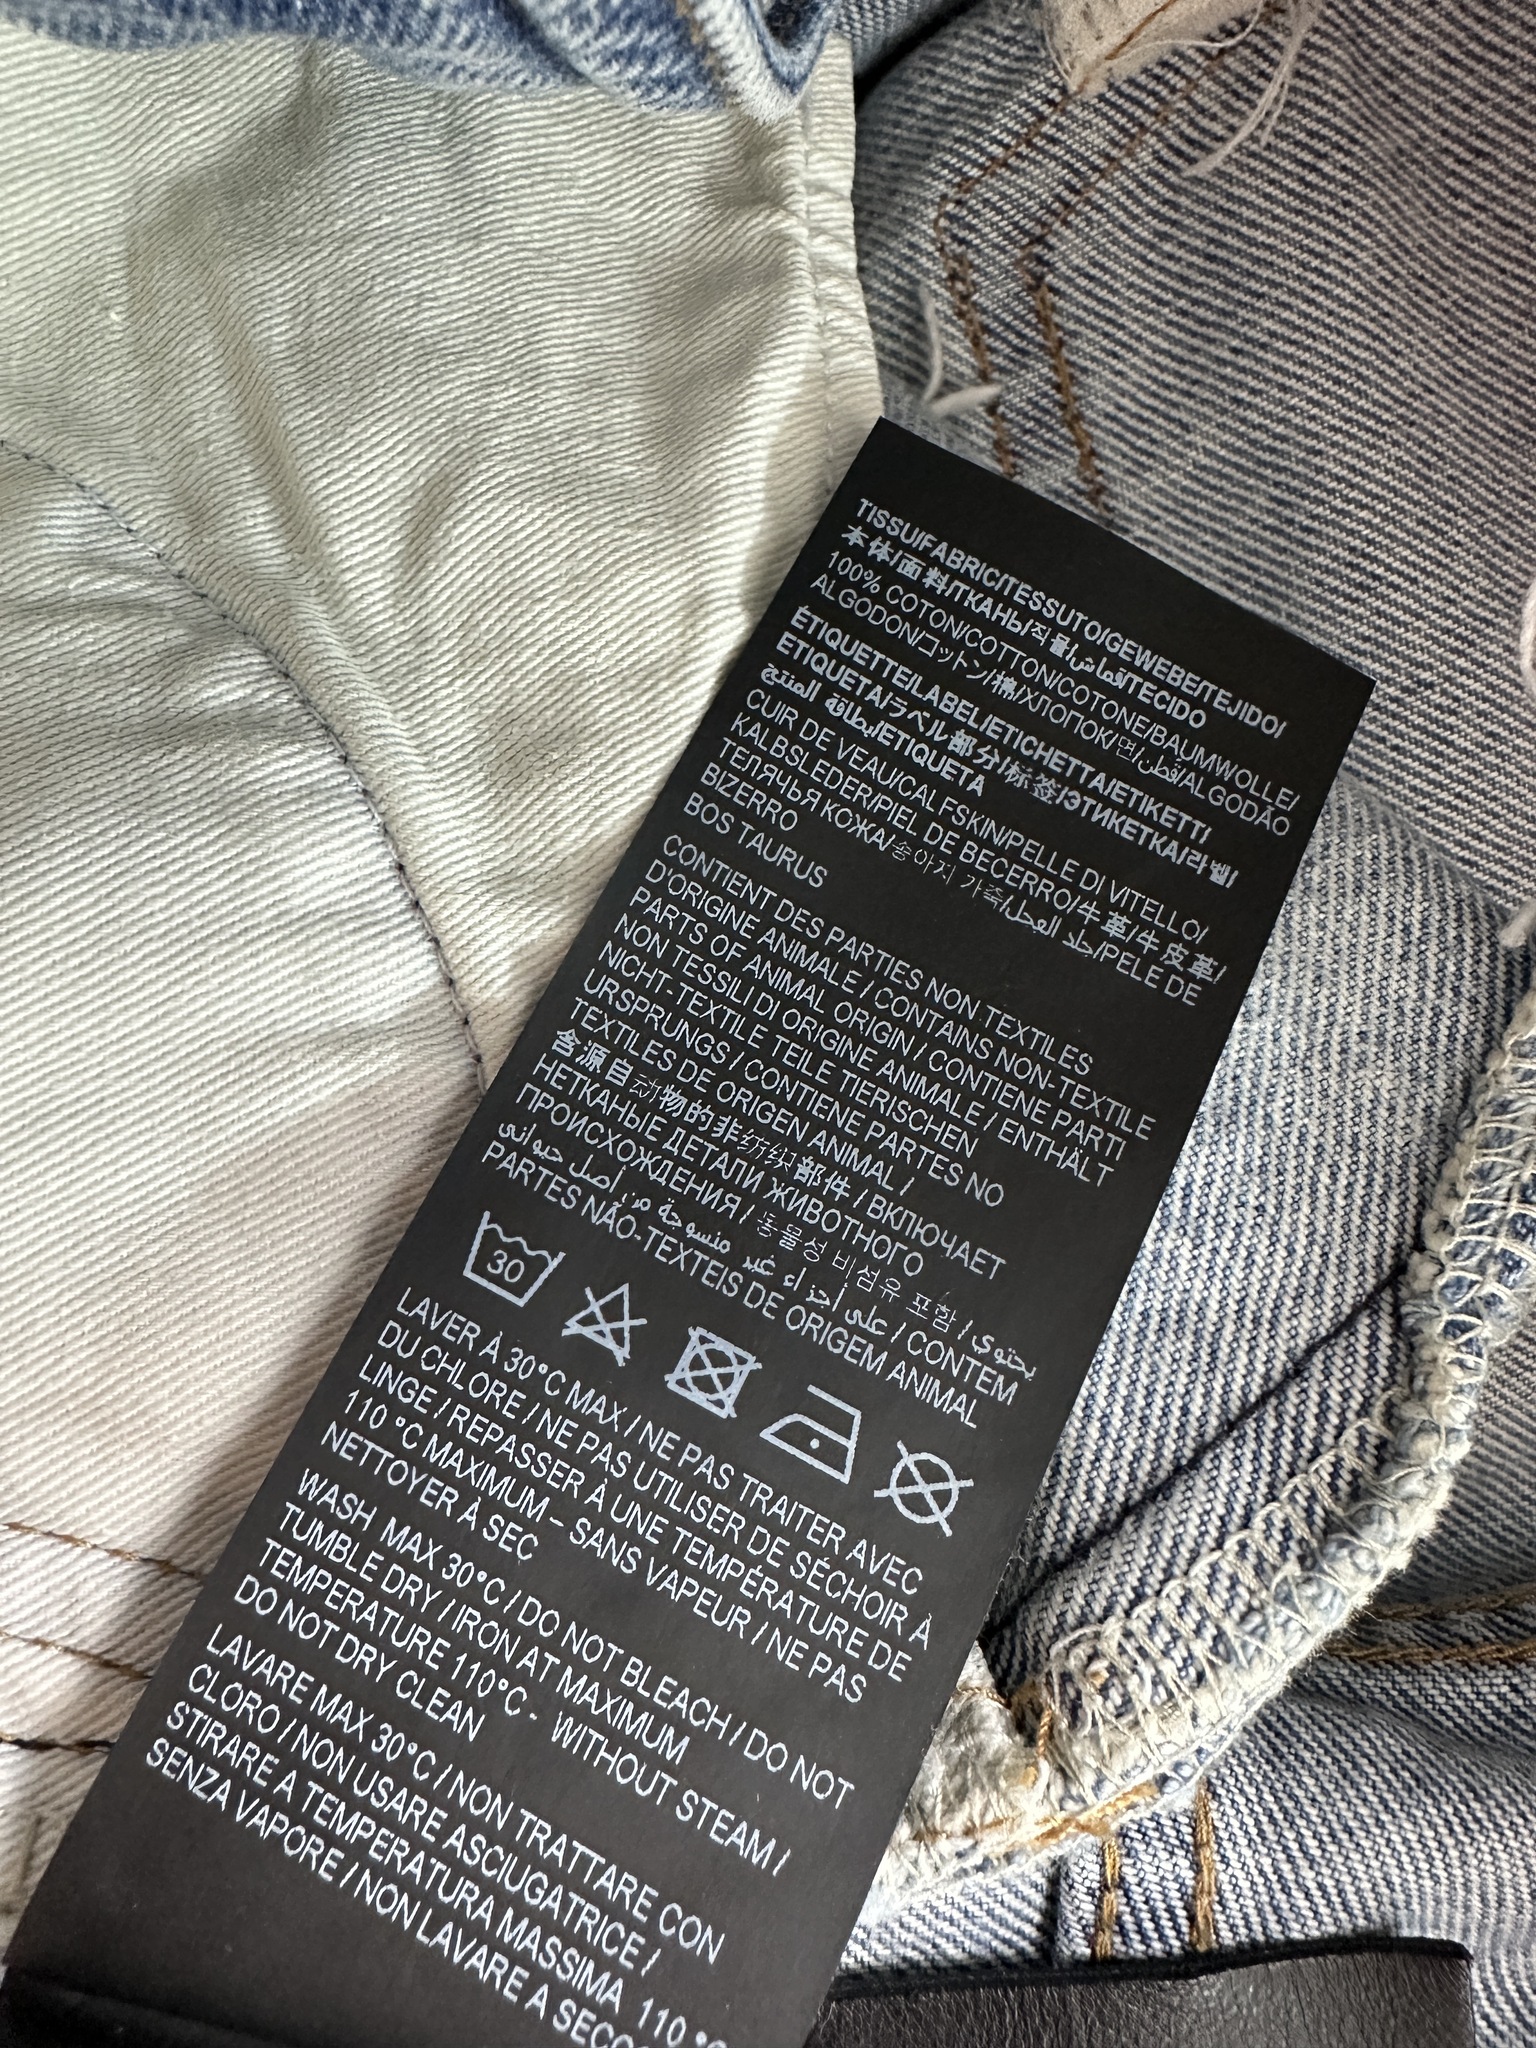 TISSU/FABRIC/TESSUTO/GEWEBE/TEJIDO/
本体/面料/ТКАНЬ/직물/قماش/TECIDO
100% COTON/COTTON/COTONE/BAUMWOLLE/
ALGODON/コットン/棉/ХЛОПОК/면/قطن/ALGODÃO
ÉTIQUETTE/LABEL/ETICHETTA/ETIKETT/
ETIQUETA/ラベル部分/标签/ЭТИКЕТКА/라벨/
بطاقة المنتج/ETIQUETA
CUIR DE VEAU/CALFSKIN/PELLE DI VITELLO/
KALBSLEDER/PIEL DE BECERRO/牛革/牛皮革/
ТЕЛЯЧЬЯ КОЖА/송아지 가죽/جلد العجل/PELE DE
BIZERRO
BOS TAURUS
CONTIENT DES PARTIES NON TEXTILES
D'ORIGINE ANIMALE / CONTAINS NON-TEXTILE
PARTS OF ANIMAL ORIGIN / CONTIENE PARTI
NON TESSILI DI ORIGINE ANIMALE / ENTHÄLT
NICHT-TEXTILE TEILE TIERISCHEN
URSPRUNGS / CONTIENE PARTES NO
TEXTILES DE ORIGEN ANIMAL /
含源自动物的非纺织部件 / ВКЛЮЧАЕТ
НЕТКАНЫЕ ДЕТАЛИ ЖИВОТНОГО
ПРОИСХОЖДЕНИЯ / 동물성 비섬유 포함 / يحتوي
على أجزاء غير منسوجة من أصل حيواني / CONTEM
PARTES NÃO-TEXTEIS DE ORIGEM ANIMAL
30
LAVER À 30°C MAX / NE PAS TRAITER AVEC
DU CHLORE / NE PAS UTILISER DE SÉCHOIR À
LINGE / REPASSER À UNE TEMPÉRATURE DE
110 °C MAXIMUM – SANS VAPEUR / NE PAS
NETTOYER À SEC
WASH MAX 30°C / DO NOT BLEACH / DO NOT
TUMBLE DRY / IRON AT MAXIMUM
TEMPERATURE 110°C - WITHOUT STEAM /
DO NOT DRY CLEAN
LAVARE MAX 30°C / NON TRATTARE CON
CLORO / NON USARE ASCIUGATRICE /
STIRARE A TEMPERATURA MASSIMA 110 °C
SENZA VAPORE / NON LAVARE A SECCO